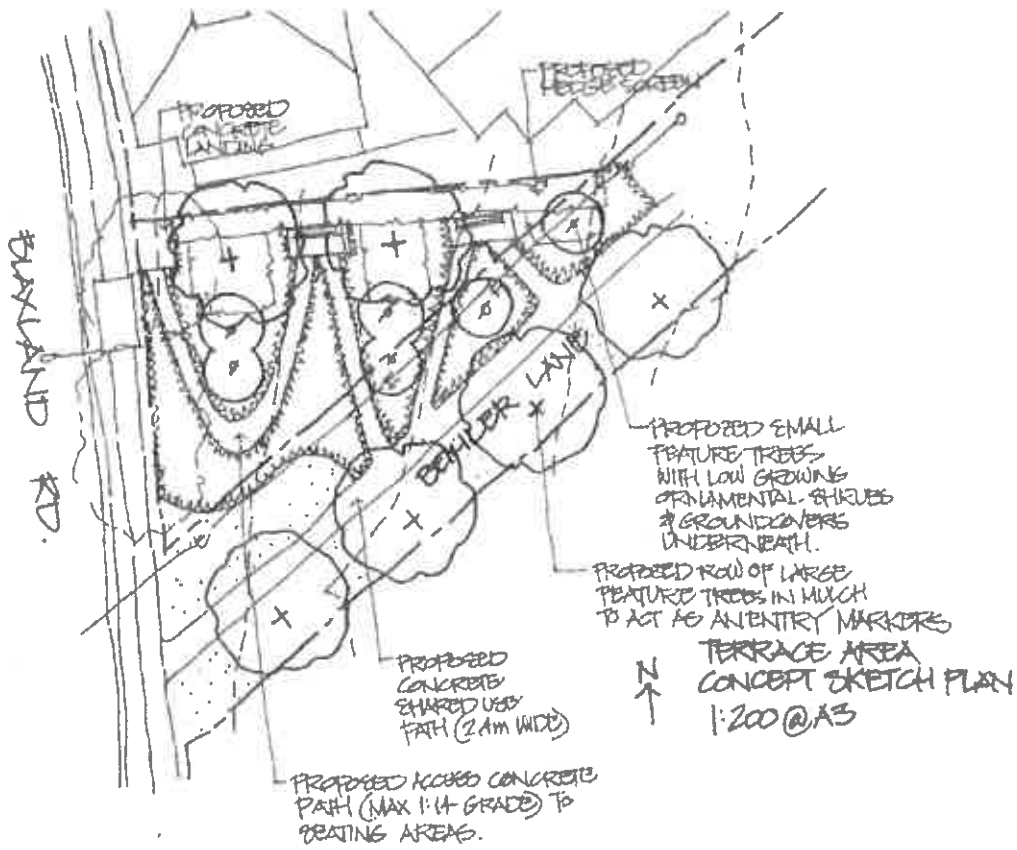 PROPOSED
CONCRETE
LANDING
PROPOSED
HEDGE SCREEN
BLAXLAND RD.
BEHLER LANE
PROPOSED SMALL
FEATURE TREES
WITH LOW GROWING
ORNAMENTAL SHRUBS
& GROUNDCOVERS
UNDERNEATH.
PROPOSED ROW OF LARGE
FEATURE TREES IN MULCH
TO ACT AS AN ENTRY MARKERS
N
TERRACE AREA
CONCEPT SKETCH PLAN
1:200 @ A3
PROPOSED
CONCRETE
SHARED USE
PATH (2.4m WIDE)
PROPOSED ACCESS CONCRETE
PATH (MAX 1:14 GRADE) TO
SEATING AREAS.